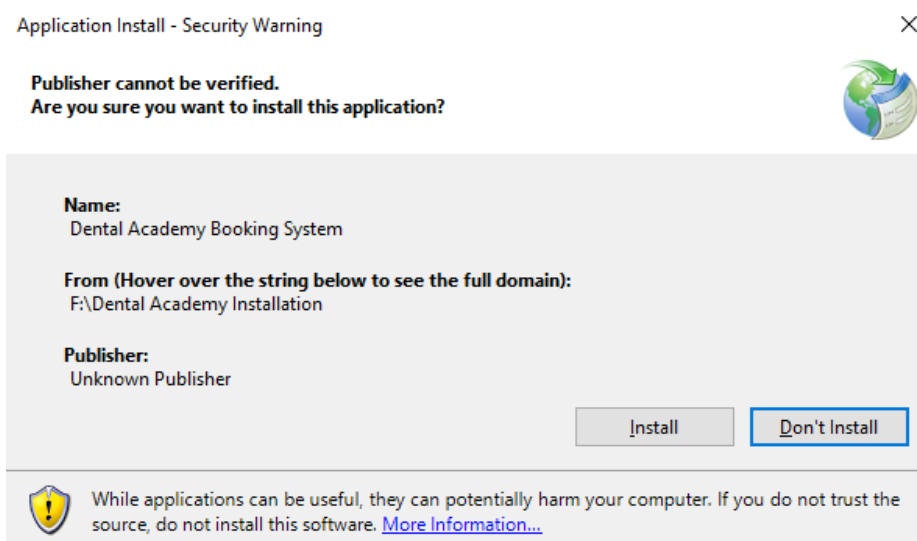 Application Install - Security Warning
Publisher cannot be verified.
Are you sure you want to install this application?
Name:
Dental Academy Booking System
From (Hover over the string below to see the full domain):
F:\Dental Academy Installation
Publisher:
Unknown Publisher
Install
Don't Install
While applications can be useful, they can potentially harm your computer. If you do not trust the
source, do not install this software. More Information...